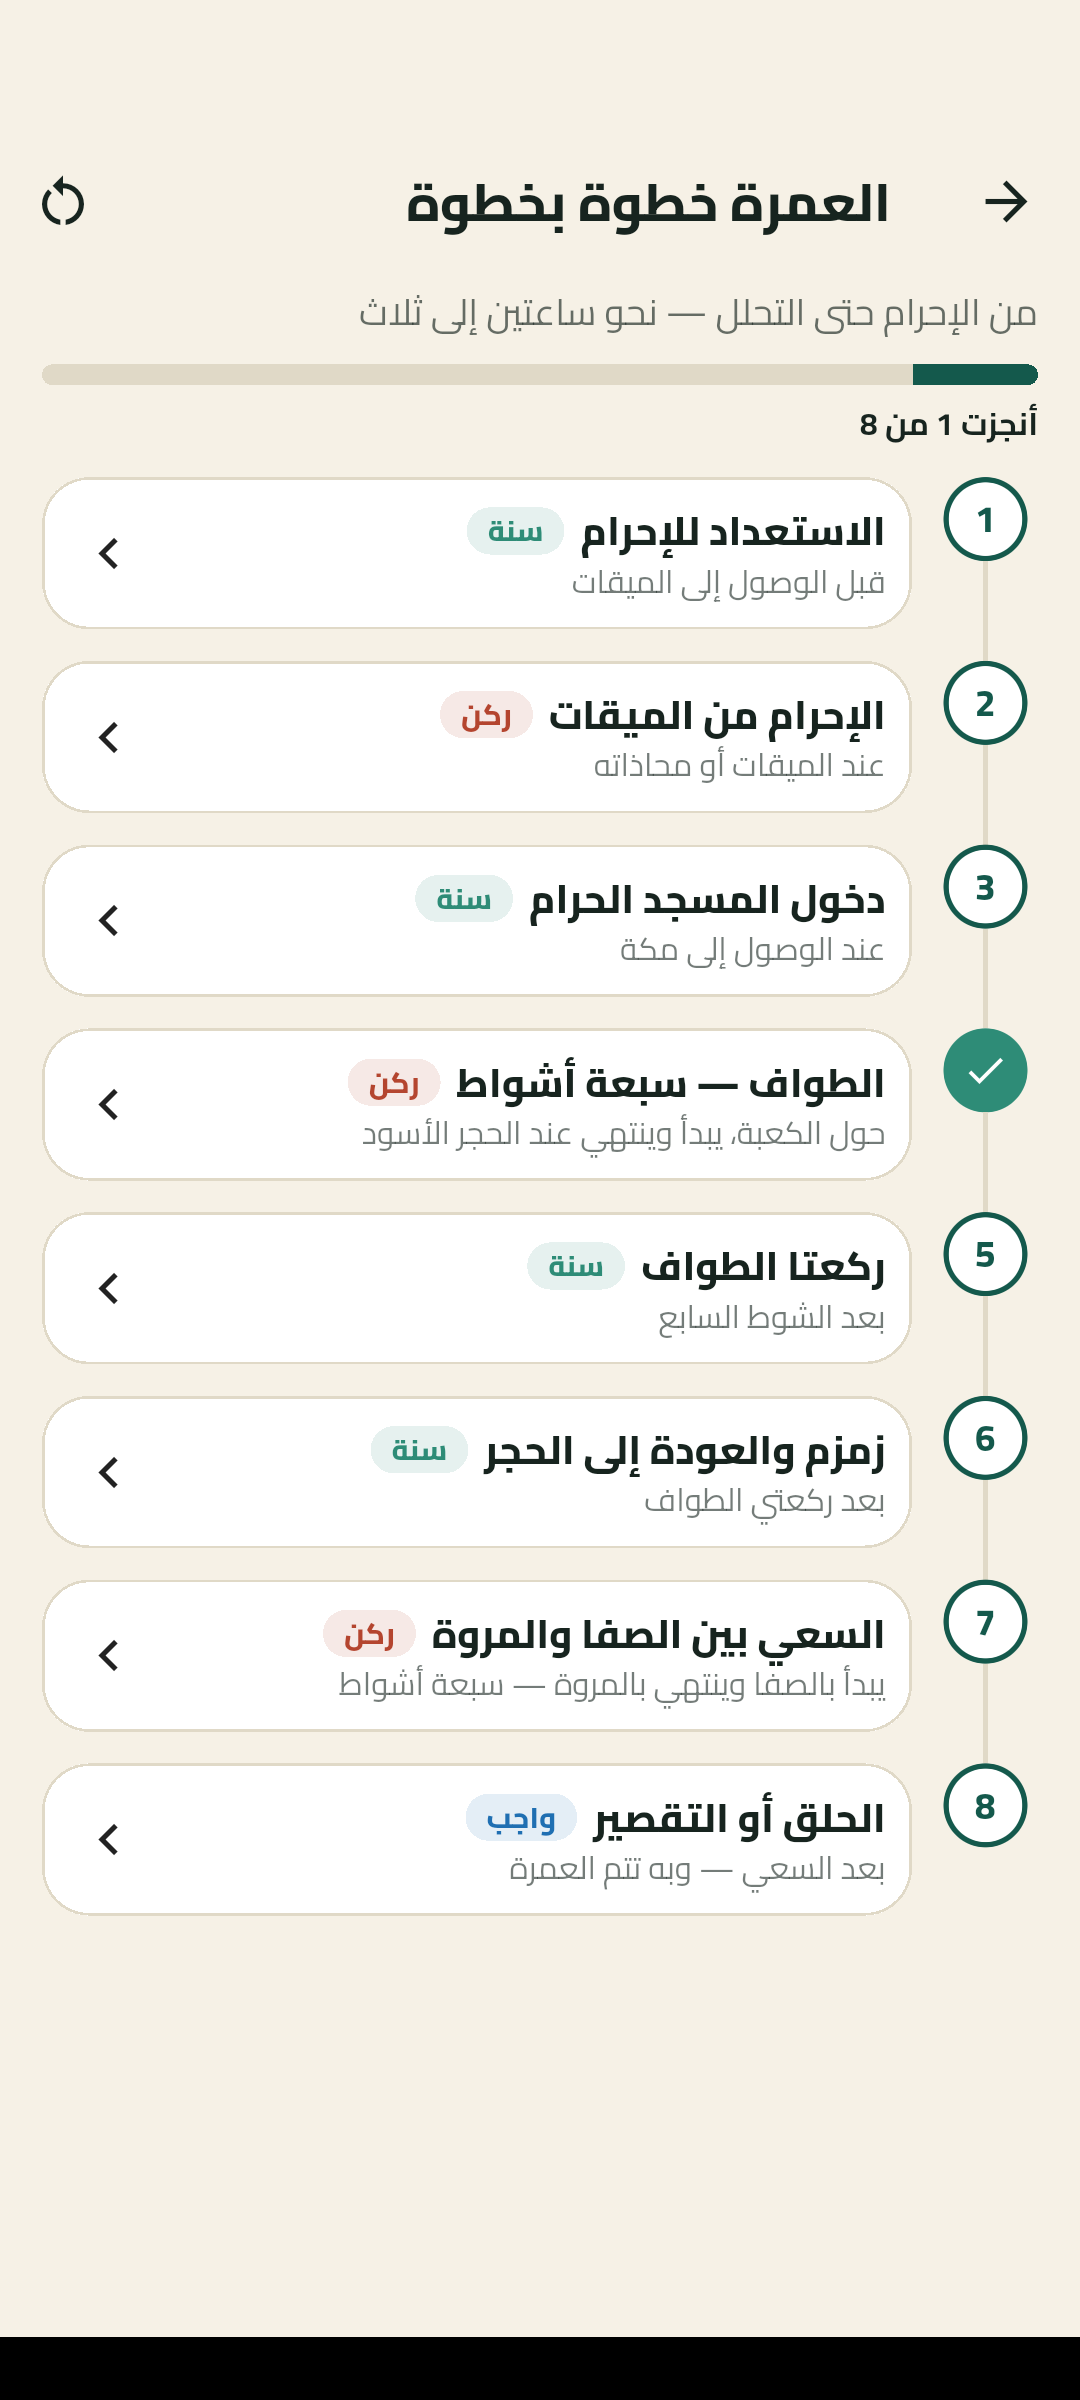 العمرة خطوة بخطوة
من الإحرام حتى التحلل — نحو ساعتين إلى ثلاث
أنجزت 1 من 8
1
الاستعداد للإحرام سنة
قبل الوصول إلى الميقات
2
الإحرام من الميقات ركن
عند الميقات أو محاذاته
3
دخول المسجد الحرام سنة
عند الوصول إلى مكة
الطواف — سبعة أشواط ركن
حول الكعبة، يبدأ وينتهي عند الحجر الأسود
5
ركعتا الطواف سنة
بعد الشوط السابع
6
زمزم والعودة إلى الحجر سنة
بعد ركعتي الطواف
7
السعي بين الصفا والمروة ركن
يبدأ بالصفا وينتهي بالمروة — سبعة أشواط
8
الحلق أو التقصير واجب
بعد السعي — وبه تتم العمرة